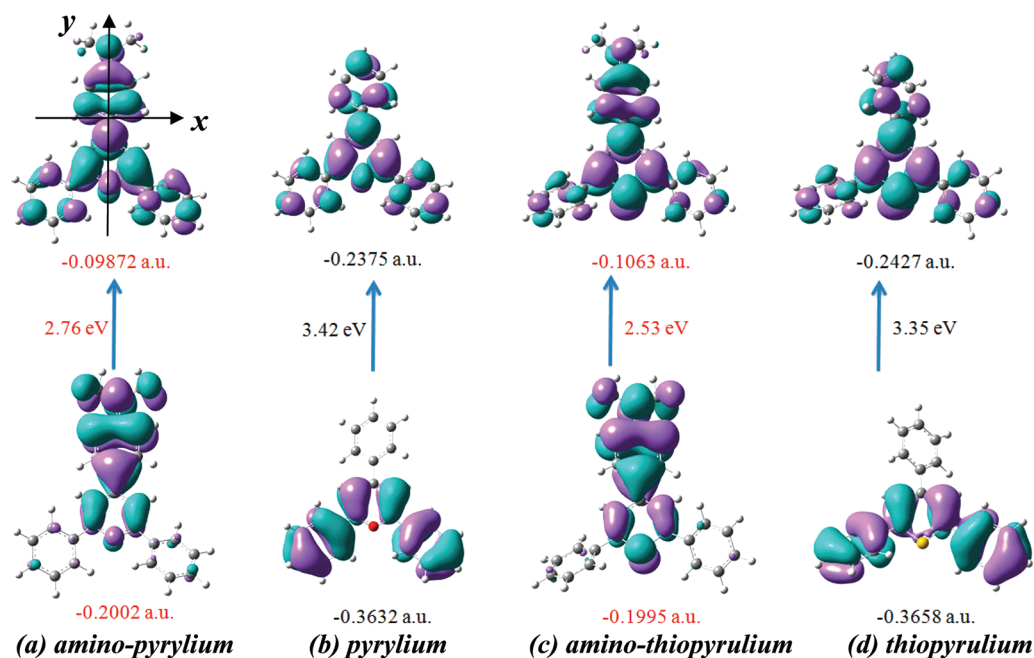 y
x
-0.09872 a.u.
-0.2375 a.u.
-0.1063 a.u.
-0.2427 a.u.
2.76 eV
3.42 eV
2.53 eV
3.35 eV
-0.2002 a.u.
-0.3632 a.u.
-0.1995 a.u.
-0.3658 a.u.
(a) amino-pyrylium
(b) pyrylium
(c) amino-thiopyrulium
(d) thiopyrulium